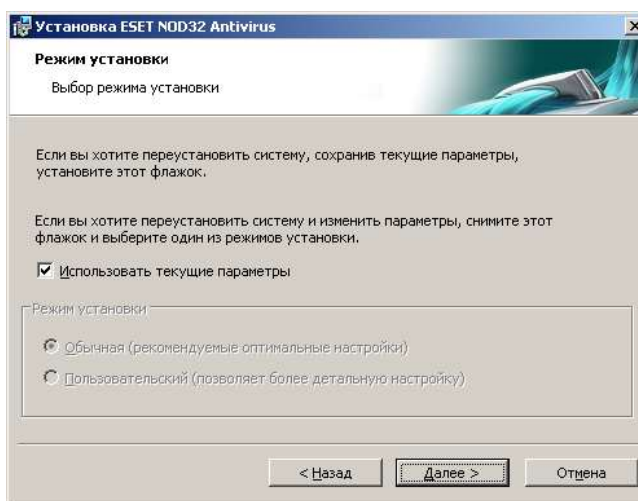 Установка ESET NOD32 Antivirus
Режим установки
Выбор режима установки
Если вы хотите переустановить систему, сохранив текущие параметры,
установите этот флажок.
Если вы хотите переустановить систему и изменить параметры, снимите этот
флажок и выберите один из режимов установки.
Использовать текущие параметры
Режим установки
Обычная (рекомендуемые оптимальные настройки)
Пользовательский (позволяет более детальную настройку)
< Назад
Далее >
Отмена